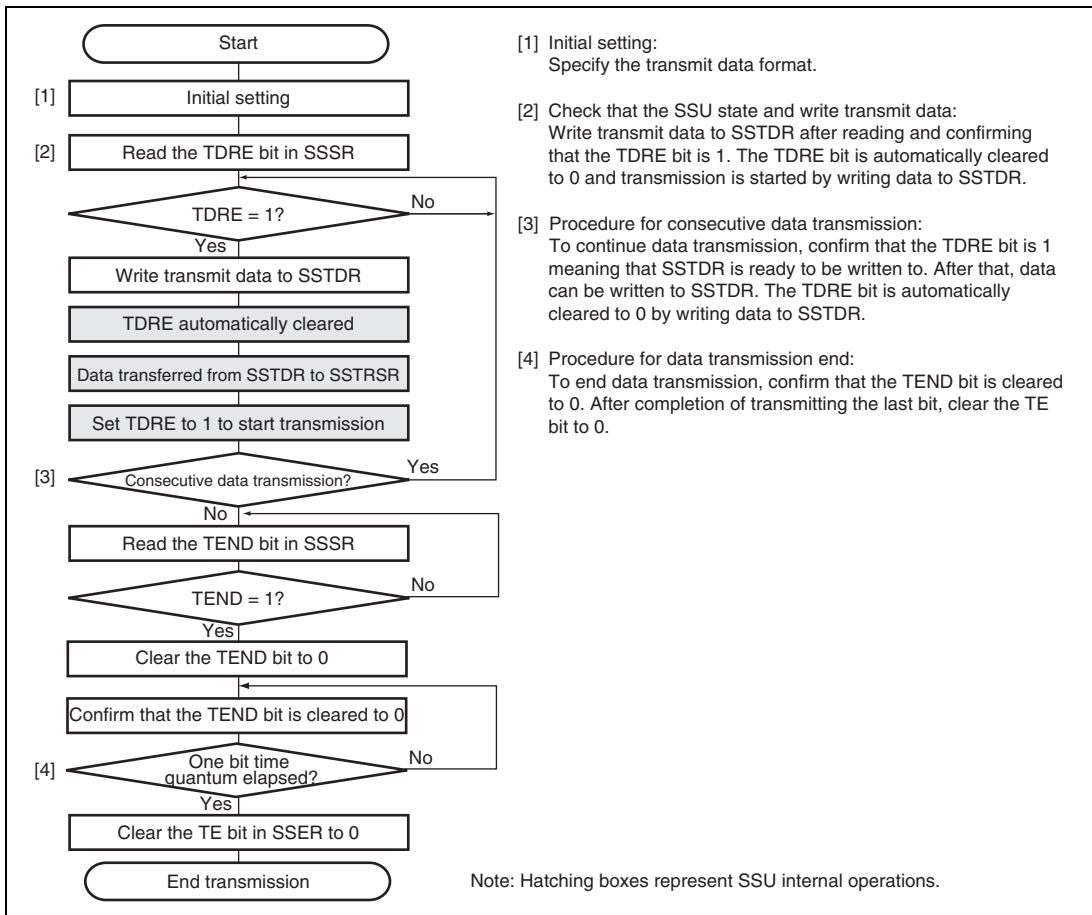 Start
[1] Initial setting
[2] Read the TDRE bit in SSSR
TDRE = 1?
No
Yes
Write transmit data to SSTDR
TDRE automatically cleared
Data transferred from SSTDR to SSTRSR
Set TDRE to 1 to start transmission
[3] Consecutive data transmission?
Yes
No
Read the TEND bit in SSSR
TEND = 1?
No
Yes
Clear the TEND bit to 0
Confirm that the TEND bit is cleared to 0
[4] One bit time
quantum elapsed?
No
Yes
Clear the TE bit in SSER to 0
End transmission
[1] Initial setting:
Specify the transmit data format.
[2] Check that the SSU state and write transmit data:
Write transmit data to SSTDR after reading and confirming
that the TDRE bit is 1. The TDRE bit is automatically cleared
to 0 and transmission is started by writing data to SSTDR.
[3] Procedure for consecutive data transmission:
To continue data transmission, confirm that the TDRE bit is 1
meaning that SSTDR is ready to be written to. After that, data
can be written to SSTDR. The TDRE bit is automatically
cleared to 0 by writing data to SSTDR.
[4] Procedure for data transmission end:
To end data transmission, confirm that the TEND bit is cleared
to 0. After completion of transmitting the last bit, clear the TE
bit to 0.
Note: Hatching boxes represent SSU internal operations.